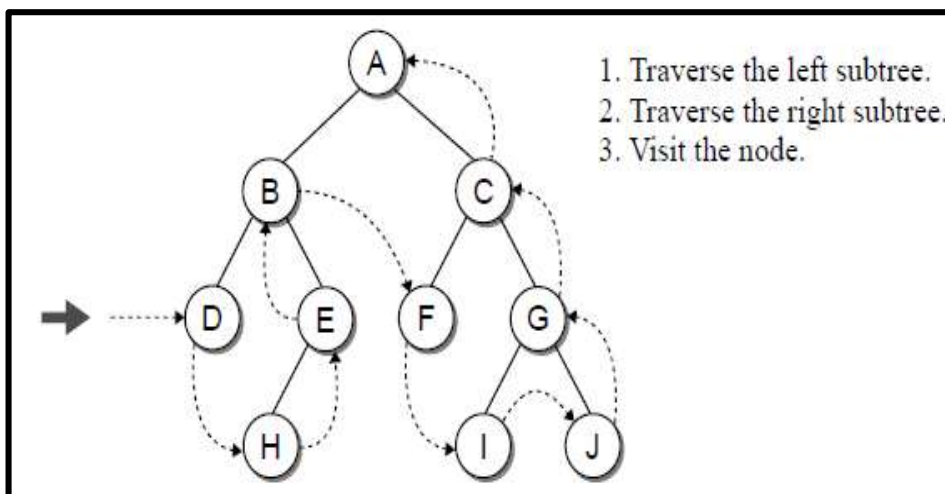 A
1. Traverse the left subtree.
2. Traverse the right subtree.
3. Visit the node.
B
C
D
E
F
G
H
I
J